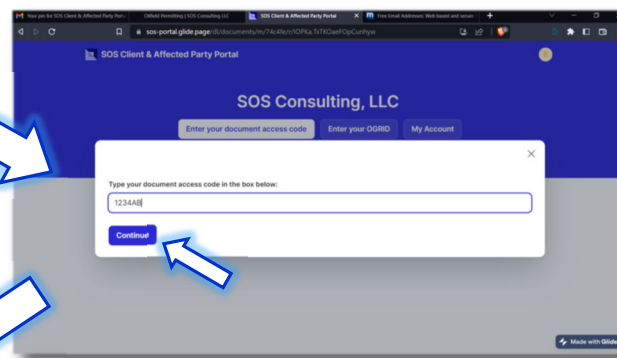 Your pin for SOS Client & Affected Party Port
Oilfield Permitting | SOS Consulting LLC
SOS Client & Affected Party Portal
Free Email Addresses: Web based and secure
sos-portal.glide.page/dl/documents/m/74c4fe/r/
SOS Client & Affected Party Portal
SOS Consulting, LLC
Enter your document access code
Enter your OGRID
My Account
Type your document access code in the box below:
1234AB
Continue
Made with Glide